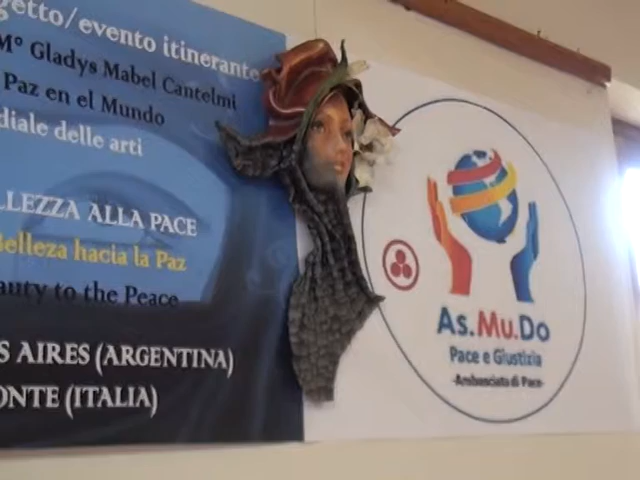 getto/evento itinerante
Mº Gladys Mabel Cantelmi
Paz en el Mundo
diale delle arti
LLEZZA ALLA PACE
Belleza hacia la Paz
auty to the Peace
S AIRES (ARGENTINA)
ONTE (ITALIA)
As.Mu.Do
Pace e Giustizia
-Ambasciata di Pace-